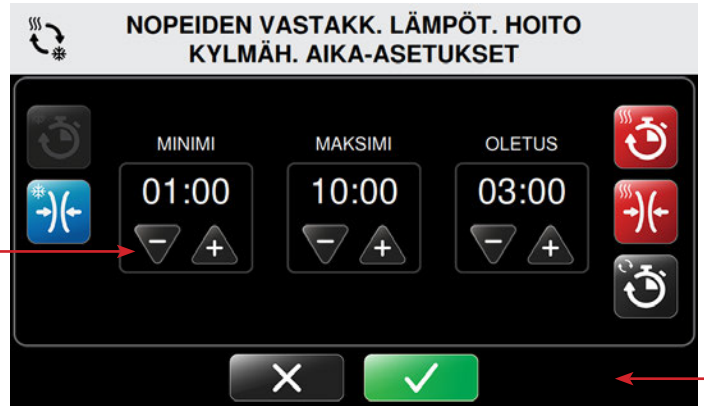 NOPEIDEN VASTAKK. LÄMPÖT. HOITO
KYLMÄH. AIKA-ASETUKSET
MINIMI MAKSIMI OLETUS
01:00 10:00 03:00